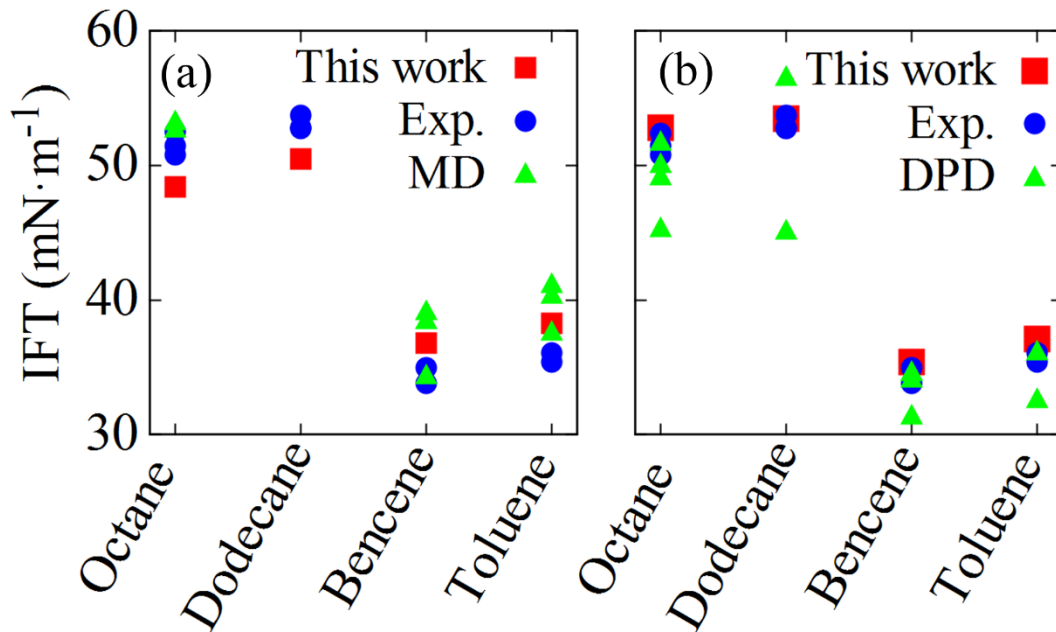 60
50
40
30
IFT (mN·m⁻¹)
(a)
This work
Exp.
MD
Octane
Dodecane
Bencene
Toluene
(b)
This work
Exp.
DPD
Octane
Dodecane
Bencene
Toluene